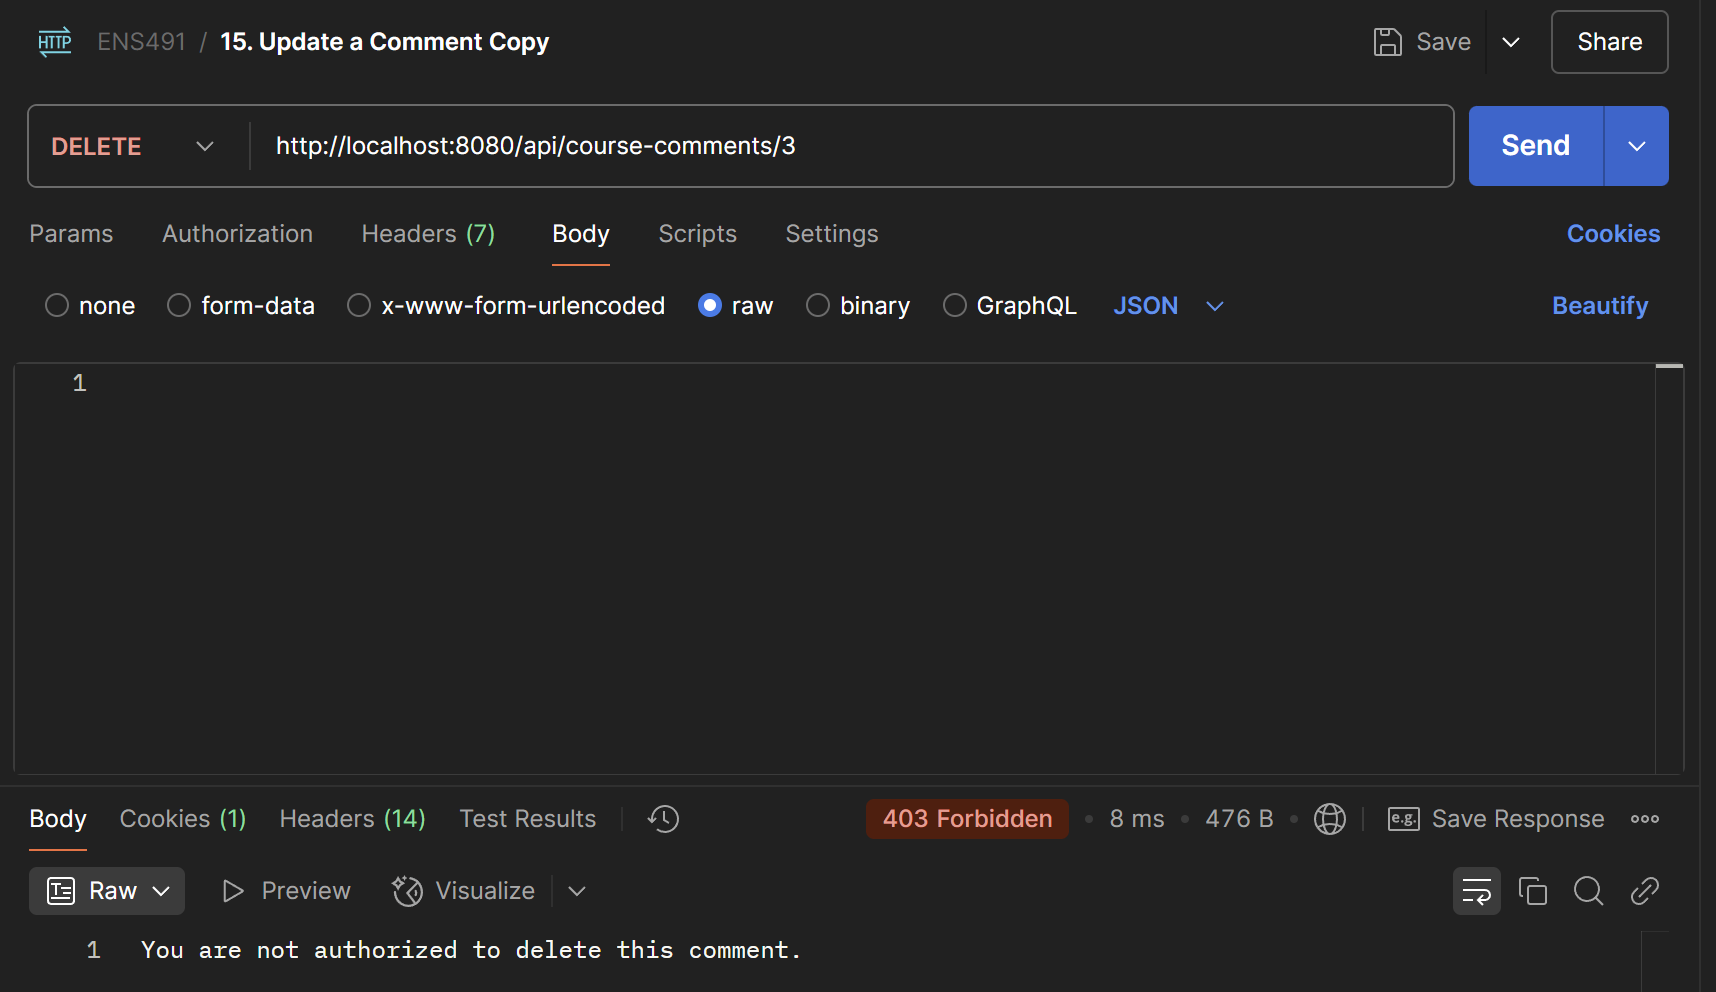 HTTP ENS491 / 15. Update a Comment Copy Save Share
DELETE http://localhost:8080/api/course-comments/3 Send
Params Authorization Headers (7) Body Scripts Settings Cookies
none form-data x-www-form-urlencoded raw binary GraphQL JSON Beautify
1
Body Cookies (1) Headers (14) Test Results 403 Forbidden • 8 ms • 476 B • e.g. Save Response
Raw Preview Visualize
1 You are not authorized to delete this comment.